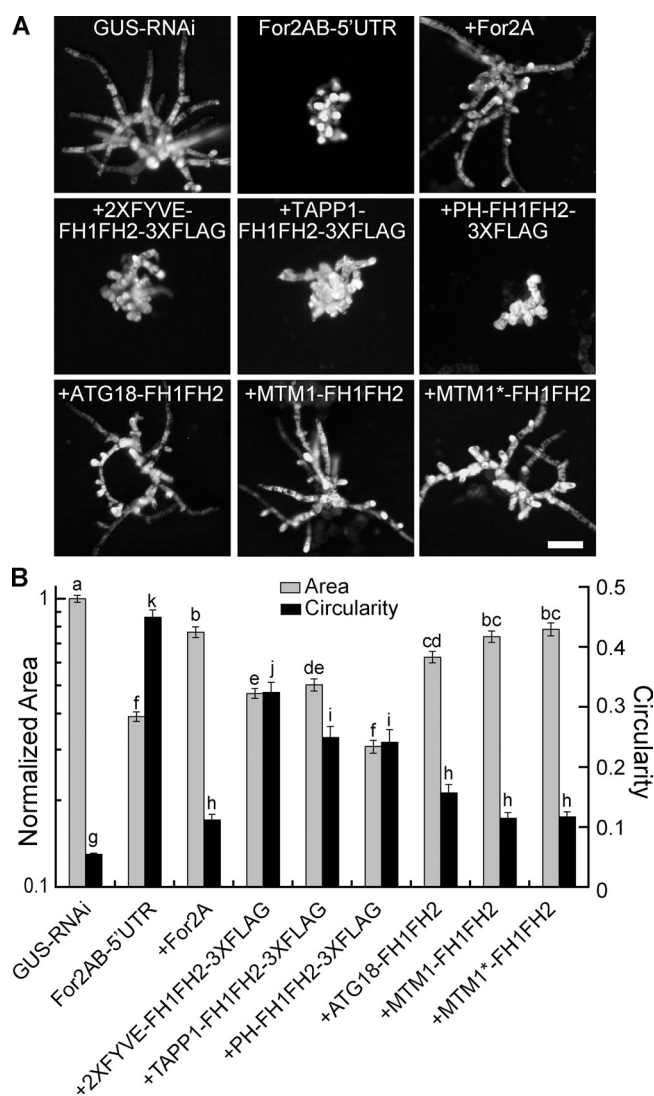 A
GUS-RNAi
For2AB-5'UTR
+For2A
+2XFYVE-
FH1FH2-3XFLAG
+TAPP1-
FH1FH2-3XFLAG
+PH-FH1FH2-
3XFLAG
+ATG18-FH1FH2
+MTM1-FH1FH2
+MTM1*-FH1FH2
B
Area
Circularity
Normalized Area
1
0.1
Circularity
0.5
0.4
0.3
0.2
0.1
0
a
g
f
k
b
h
e
j
de
i
f
i
cd
h
bc
h
bc
h
GUS-RNAi
For2AB-5'UTR
+For2A
+2XFYVE-FH1FH2-3XFLAG
+TAPP1-FH1FH2-3XFLAG
+PH-FH1FH2-3XFLAG
+ATG18-FH1FH2
+MTM1-FH1FH2
+MTM1*-FH1FH2